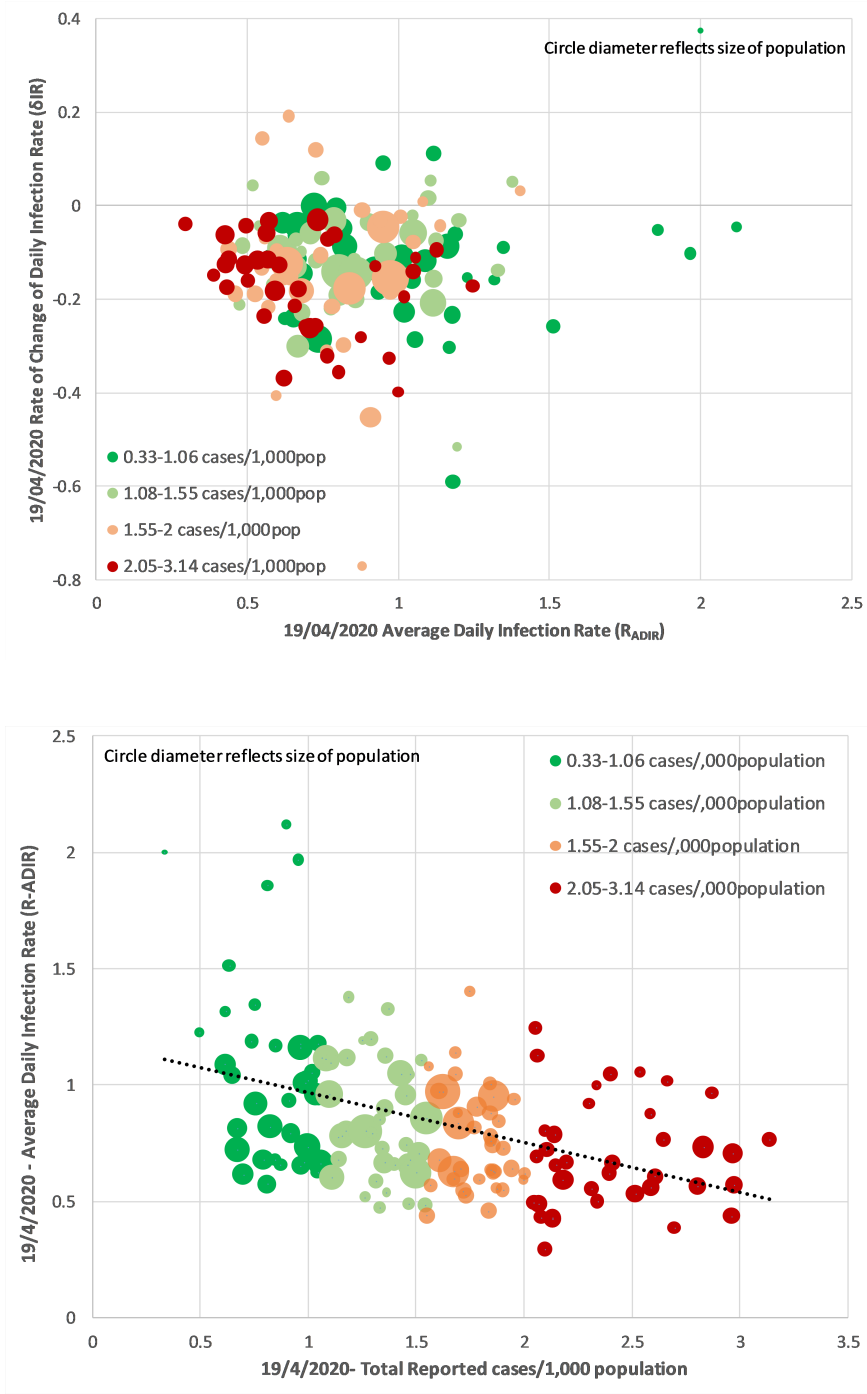 0.4
Circle diameter reflects size of population
0.2
0
-0.2
-0.4
0.33-1.06 cases/1,000pop
-0.6
1.08-1.55 cases/1,000pop
1.55-2 cases/1,000pop
2.05-3.14 cases/1,000pop
-0.8
0 0.5 1 1.5 2 2.5
19/04/2020 Average Daily Infection Rate (RADIR)
19/04/2020 Rate of Change of Daily Infection Rate (δIR)
2.5
Circle diameter reflects size of population
0.33-1.06 cases/,000population
1.08-1.55 cases/,000population
2
1.55-2 cases/,000population
2.05-3.14 cases/,000population
1.5
1
0.5
0
0 0.5 1 1.5 2 2.5 3 3.5
19/4/2020- Total Reported cases/1,000 population
19/4/2020 - Average Daily Infection Rate (R-ADIR)